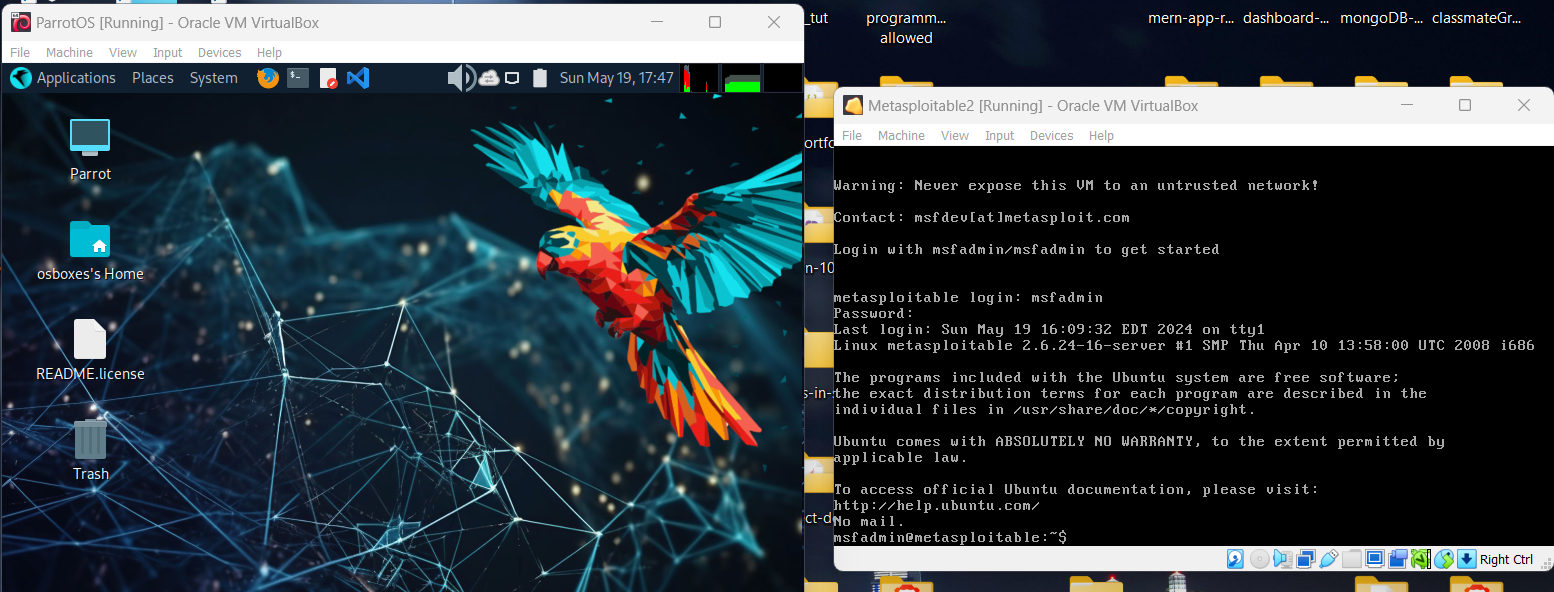 ParrotOS [Running] - Oracle VM VirtualBox
File Machine View Input Devices Help
Applications Places System Sun May 19, 17:47
Parrot
osboxes's Home
README.license
Trash
_tut
programm...
allowed
mern-app-r...
dashboard-...
mongoDB-...
classmateGr...
ortfo
n-10
s-in-
ct-d
Metasploitable2 [Running] - Oracle VM VirtualBox
File Machine View Input Devices Help
Warning: Never expose this VM to an untrusted network!
Contact: msfdev[at]metasploit.com
Login with msfadmin/msfadmin to get started
metasploitable login: msfadmin
Password:
Last login: Sun May 19 16:09:32 EDT 2024 on tty1
Linux metasploitable 2.6.24-16-server #1 SMP Thu Apr 10 13:58:00 UTC 2008 i686
The programs included with the Ubuntu system are free software;
the exact distribution terms for each program are described in the
individual files in /usr/share/doc/*/copyright.
Ubuntu comes with ABSOLUTELY NO WARRANTY, to the extent permitted by
applicable law.
To access official Ubuntu documentation, please visit:
http://help.ubuntu.com/
No mail.
msfadmin@metasploitable:~$
Right Ctrl